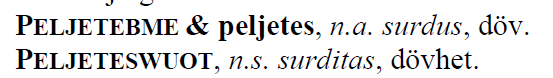 PELJETEBME & peljetes, n.a. surdus, döv.
PELJETESWUOT, n.s. surditas, dövhet.